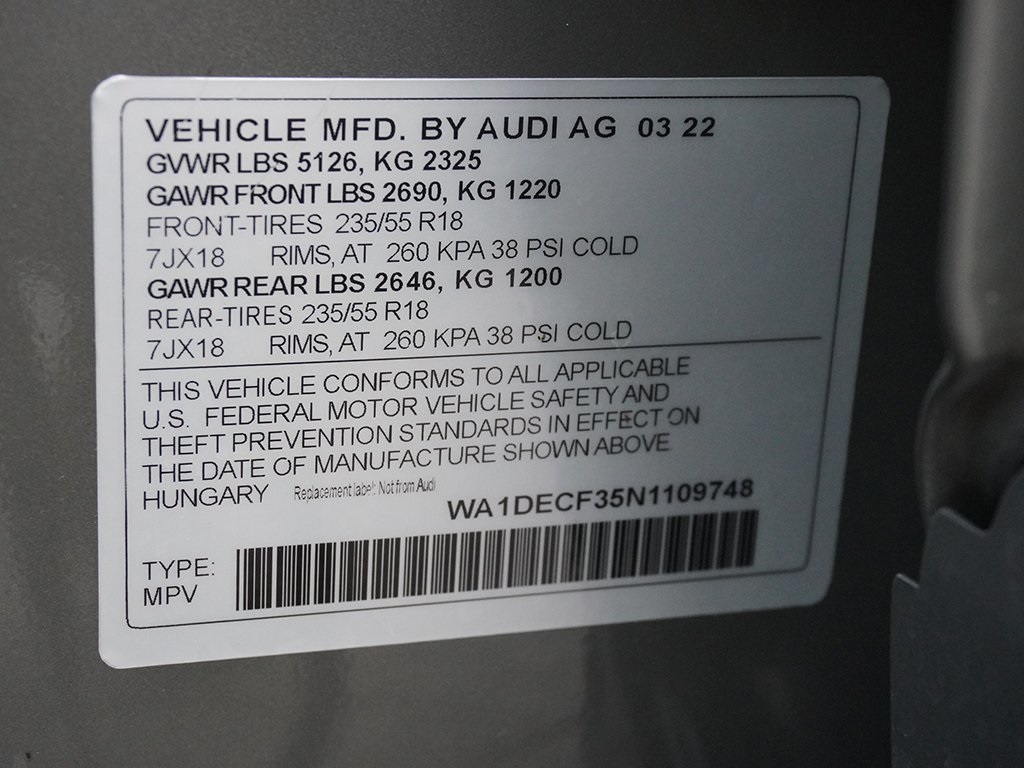 VEHICLE MFD. BY AUDI AG 03 22
GVWR LBS 5126, KG 2325
GAWR FRONT LBS 2690, KG 1220
FRONT-TIRES 235/55 R18
7JX18 RIMS, AT 260 KPA 38 PSI COLD
GAWR REAR LBS 2646, KG 1200
REAR-TIRES 235/55 R18
7JX18 RIMS, AT 260 KPA 38 PSI COLD
THIS VEHICLE CONFORMS TO ALL APPLICABLE
U.S. FEDERAL MOTOR VEHICLE SAFETY AND
THEFT PREVENTION STANDARDS IN EFFECT ON
THE DATE OF MANUFACTURE SHOWN ABOVE
HUNGARY Replacement label: Not from Audi
WA1DECF35N1109748
TYPE:
MPV